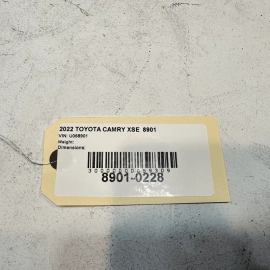 2022 TOYOTA CAMRY XSE 8901
VIN: U068901
Weight:
Dimensions:
8901-0228